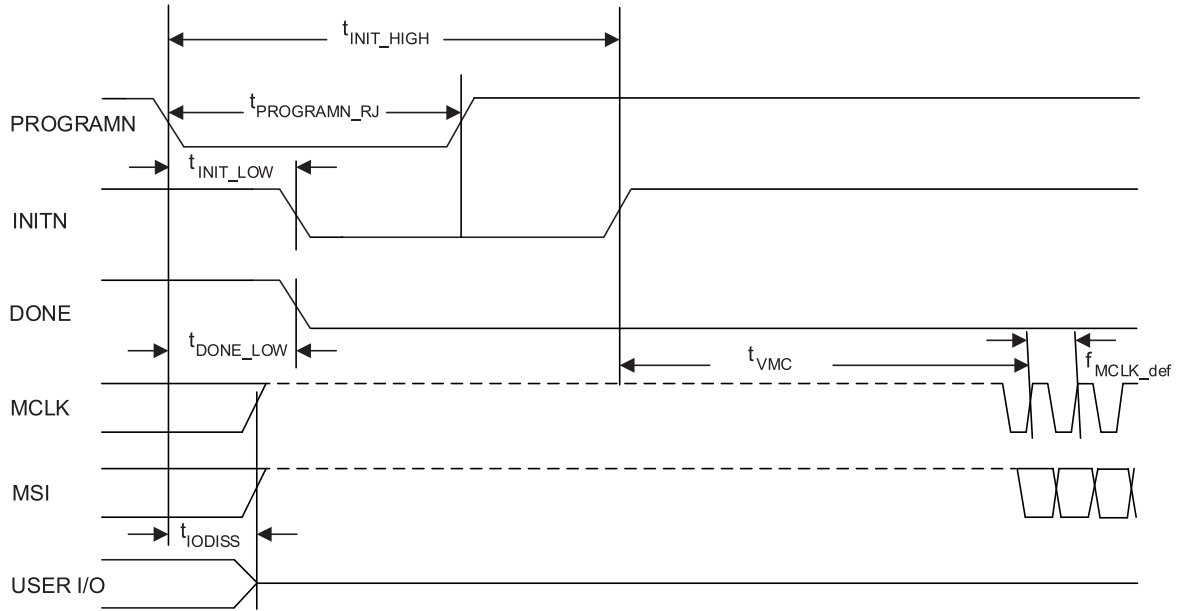 tINIT_HIGH
PROGRAMN
tPROGRAMN_RJ
tINIT_LOW
INITN
DONE
tDONE_LOW
tVMC
fMCLK_def
MCLK
MSI
tIODISS
USER I/O